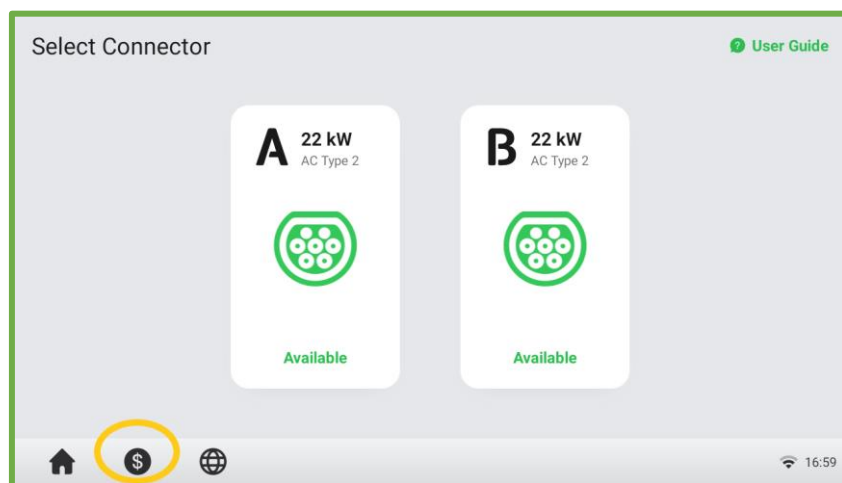 Select Connector
User Guide
A 22 kW
AC Type 2
Available
B 22 kW
AC Type 2
Available
$
16:59